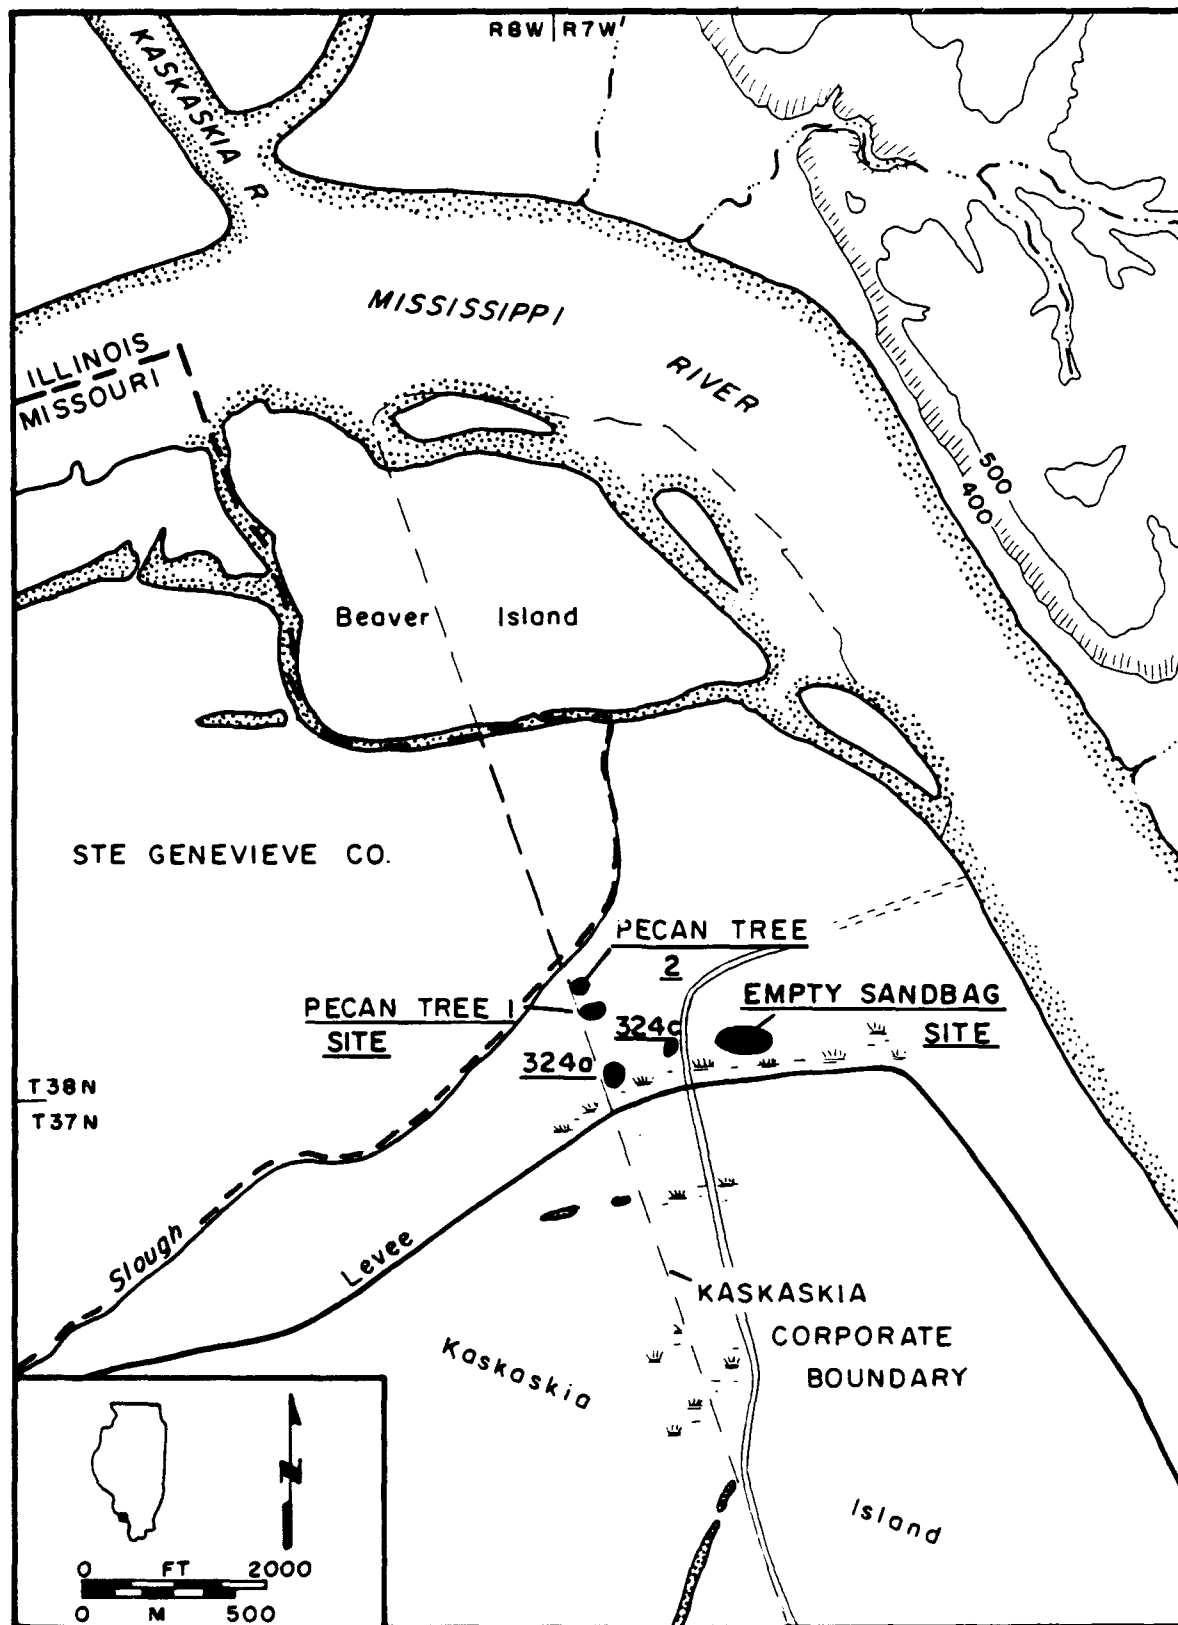 R8W R7W
KASKASKIA R
MISSISSIPPI
RIVER
ILLINOIS
MISSOURI
500
400
Beaver Island
STE GENEVIEVE CO.
PECAN TREE
2
PECAN TREE 1
SITE
EMPTY SANDBAG
SITE
324c
324a
T38N
T37N
Slough
Levee
KASKASKIA
CORPORATE
BOUNDARY
Kaskaskia
Island
N
0 FT 2000
0 M 500